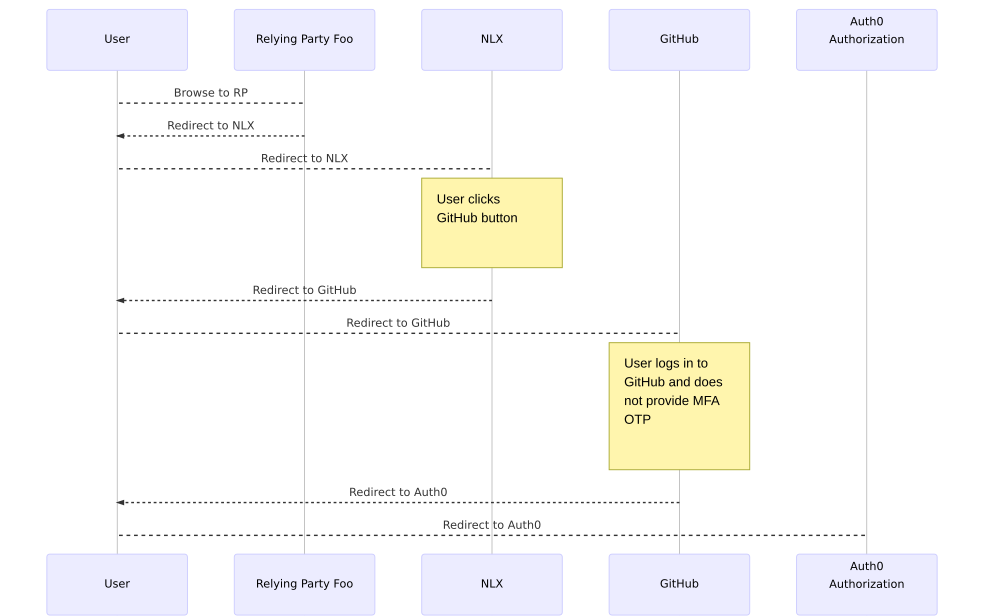 User
Relying Party Foo
NLX
GitHub
Auth0
Authorization
Browse to RP
Redirect to NLX
Redirect to NLX
User clicks
GitHub button
Redirect to GitHub
Redirect to GitHub
User logs in to
GitHub and does
not provide MFA
OTP
Redirect to Auth0
Redirect to Auth0
User
Relying Party Foo
NLX
GitHub
Auth0
Authorization